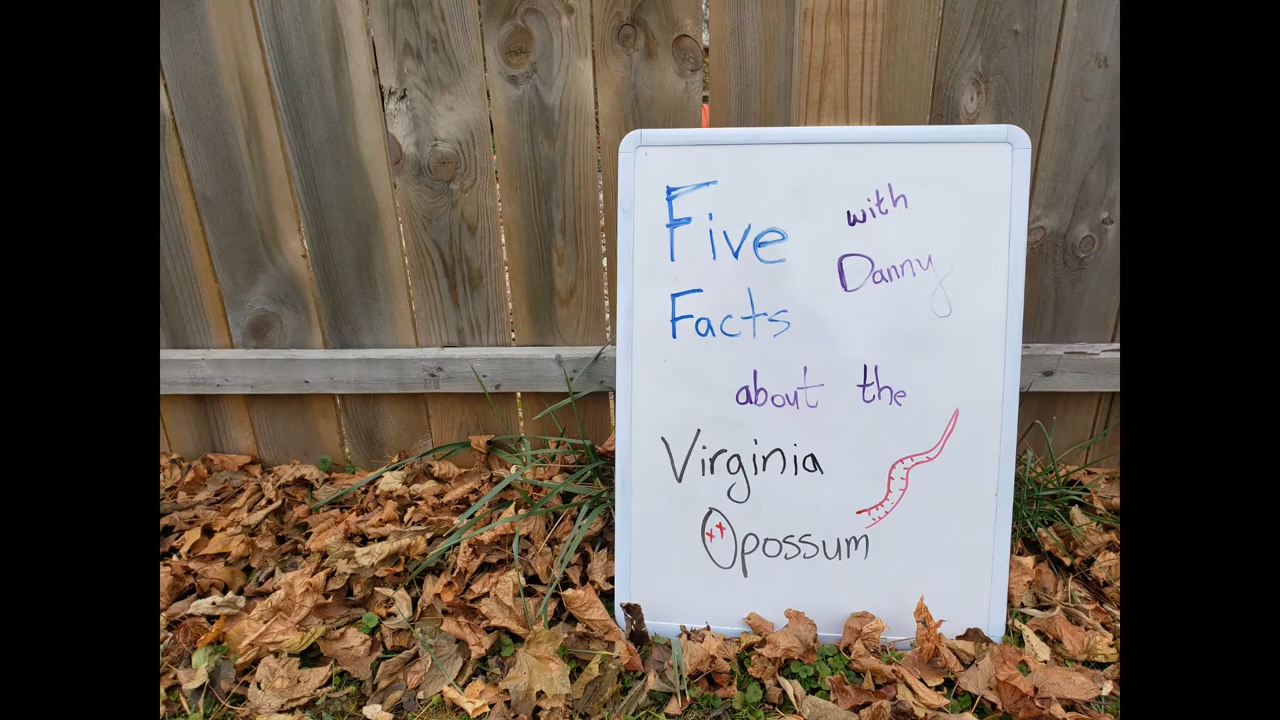 Five
Facts
with
Danny
about the
Virginia
Opossum